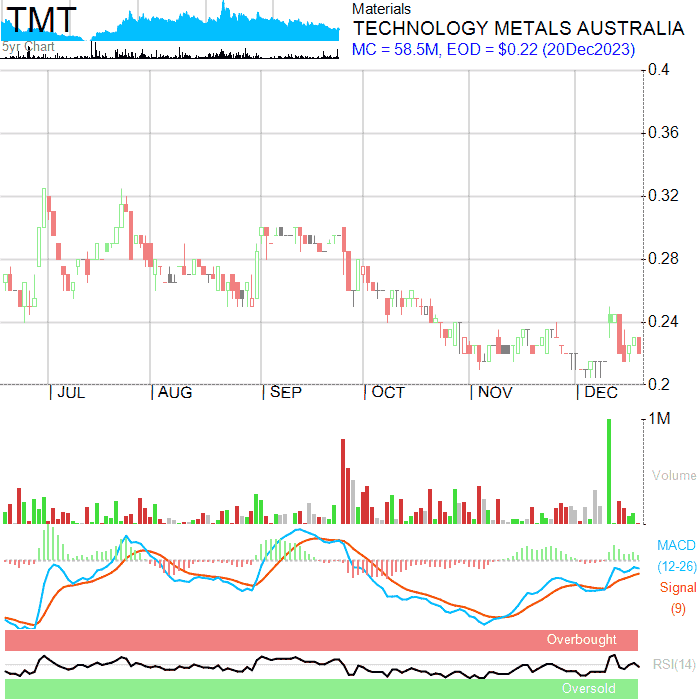 TMT
5yr Chart
Materials
TECHNOLOGY METALS AUSTRALIA
MC = 58.5M, EOD = $0.22 (20Dec2023)
0.4
0.36
0.32
0.28
0.24
0.2
JUL
AUG
SEP
OCT
NOV
DEC
1M
Volume
MACD
(12-26)
Signal
(9)
Overbought
RSI(14)
Oversold